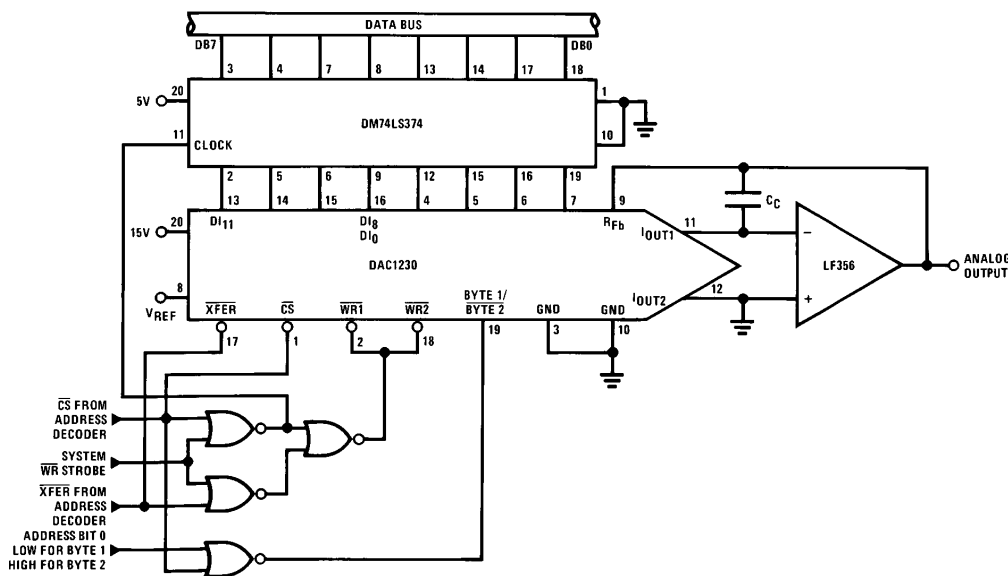 DATA BUS
DB7 DB0
3 4 7 8 13 14 17 18
5V 20 1
DM74LS374
11 CLOCK 10
2 5 6 9 12 15 16 19
13 14 15 16 4 5 6 7 9
DI11 DI8 RFb IOUT1 11 CC
DI0
15V 20
DAC1230 − LF356 ANALOG
OUTPUT
+
8 IOUT2 12
VREF
BYTE 1/
XFER CS WR1 WR2 BYTE 2 GND GND
17 1 2 18 19 3 10
CS FROM
ADDRESS
DECODER
SYSTEM
WR STROBE
XFER FROM
ADDRESS
DECODER
ADDRESS BIT 0
LOW FOR BYTE 1
HIGH FOR BYTE 2